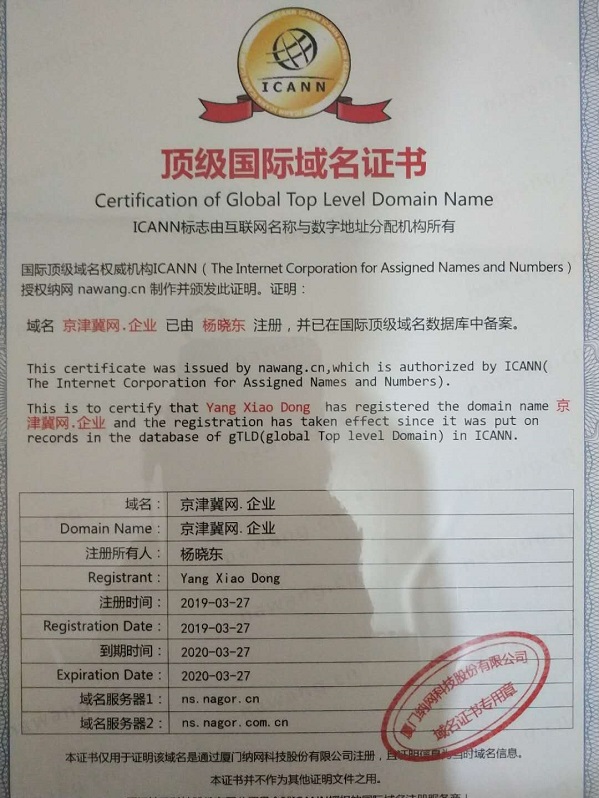 ICANN
顶级国际域名证书
Certification of Global Top Level Domain Name
ICANN标志由互联网名称与数字地址分配机构所有
国际顶级域名权威机构ICANN（The Internet Corporation for Assigned Names and Numbers）
授权纳网 nawang.cn 制作并颁发此证明。证明：
域名 京津冀网.企业 已由 杨晓东 注册，并已在国际顶级域名数据库中备案。
This certificate was issued by nawang.cn,which is authorized by ICANN(
The Internet Corporation for Assigned Names and Numbers).
This is to certify that Yang Xiao Dong has registered the domain name 京
津冀网.企业 and the registration has taken effect since it was put on
records in the database of gTLD(global Top level Domain) in ICANN.
域名： 京津冀网.企业
Domain Name： 京津冀网.企业
注册所有人： 杨晓东
Registrant： Yang Xiao Dong
注册时间： 2019-03-27
Registration Date： 2019-03-27
到期时间： 2020-03-27
Expiration Date： 2020-03-27
域名服务器1： ns.nagor.cn
域名服务器2： ns.nagor.com.cn
厦门纳网科技股份有限公司
域名证书专用章
本证书仅用于证明该域名是通过厦门纳网科技股份有限公司注册，且证明信息为当时域名信息。
本证书并不作为其他证明文件之用。